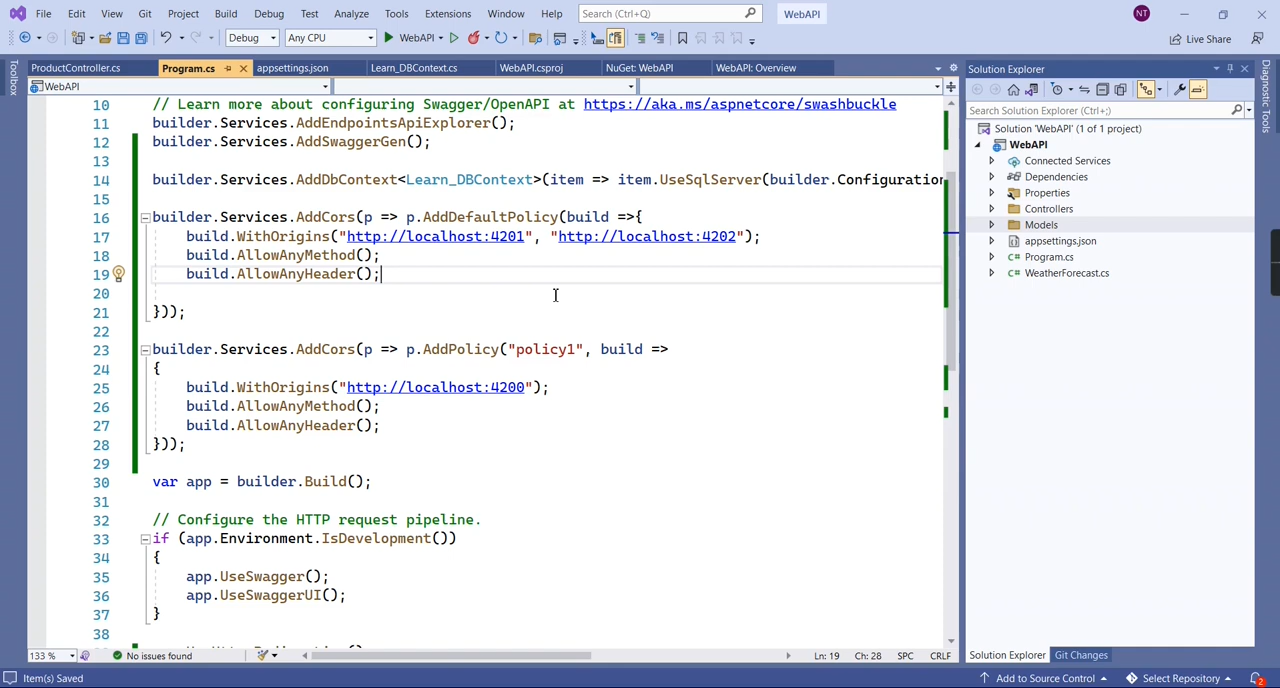 File Edit View Git Project Build Debug Test Analyze Tools Extensions Window Help Search (Ctrl+Q) WebAPI NT
Debug Any CPU WebAPI Live Share
ProductController.cs Program.cs appsettings.json Learn_DBContext.cs WebAPI.csproj NuGet: WebAPI WebAPI: Overview
Toolbox
WebAPI
10 // Learn more about configuring Swagger/OpenAPI at https://aka.ms/aspnetcore/swashbuckle
11 builder.Services.AddEndpointsApiExplorer();
12 builder.Services.AddSwaggerGen();
13
14 builder.Services.AddDbContext<Learn_DBContext>(item => item.UseSqlServer(builder.Configuration
15
16 builder.Services.AddCors(p => p.AddDefaultPolicy(build =>{
17 build.WithOrigins("http://localhost:4201", "http://localhost:4202");
18 build.AllowAnyMethod();
19 build.AllowAnyHeader();
20
21 }));
22
23 builder.Services.AddCors(p => p.AddPolicy("policy1", build =>
24 {
25 build.WithOrigins("http://localhost:4200");
26 build.AllowAnyMethod();
27 build.AllowAnyHeader();
28 }));
29
30 var app = builder.Build();
31
32 // Configure the HTTP request pipeline.
33 if (app.Environment.IsDevelopment())
34 {
35 app.UseSwagger();
36 app.UseSwaggerUI();
37 }
38
133 % No issues found Ln: 19 Ch: 28 SPC CRLF
Solution Explorer
Search Solution Explorer (Ctrl+;)
Solution 'WebAPI' (1 of 1 project)
WebAPI
Connected Services
Dependencies
Properties
Controllers
Models
appsettings.json
C# Program.cs
C# WeatherForecast.cs
Solution Explorer Git Changes
Diagnostic Tools
Item(s) Saved Add to Source Control Select Repository 2